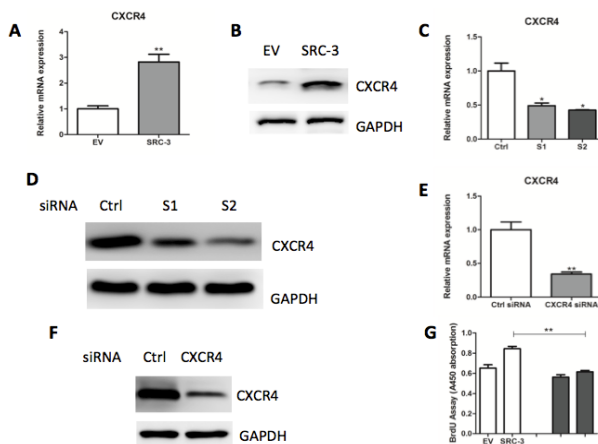 A
CXCR4
Relative mRNA expression
4
3
2
1
0
**
EV
SRC-3
B
EV SRC-3
CXCR4
GAPDH
C
CXCR4
Relative mRNA expression
1.5
1.0
0.5
0.0
*
*
Ctrl
S1
S2
D
siRNA Ctrl S1 S2
CXCR4
GAPDH
E
CXCR4
Relative mRNA expression
1.5
1.0
0.5
0.0
**
Ctrl siRNA
CXCR4 siRNA
F
siRNA Ctrl CXCR4
CXCR4
GAPDH
G
BrdU Assay (A450 absorption)
1.0
0.8
0.6
0.4
0.2
0.0
**
EV
SRC-3